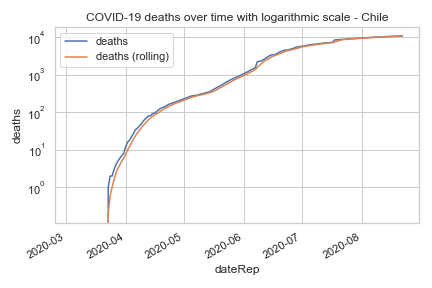 COVID-19 deaths over time with logarithmic scale - Chile
deaths
deaths (rolling)
10⁴
10³
10²
10¹
10⁰
deaths
2020-03
2020-04
2020-05
2020-06
2020-07
2020-08
dateRep